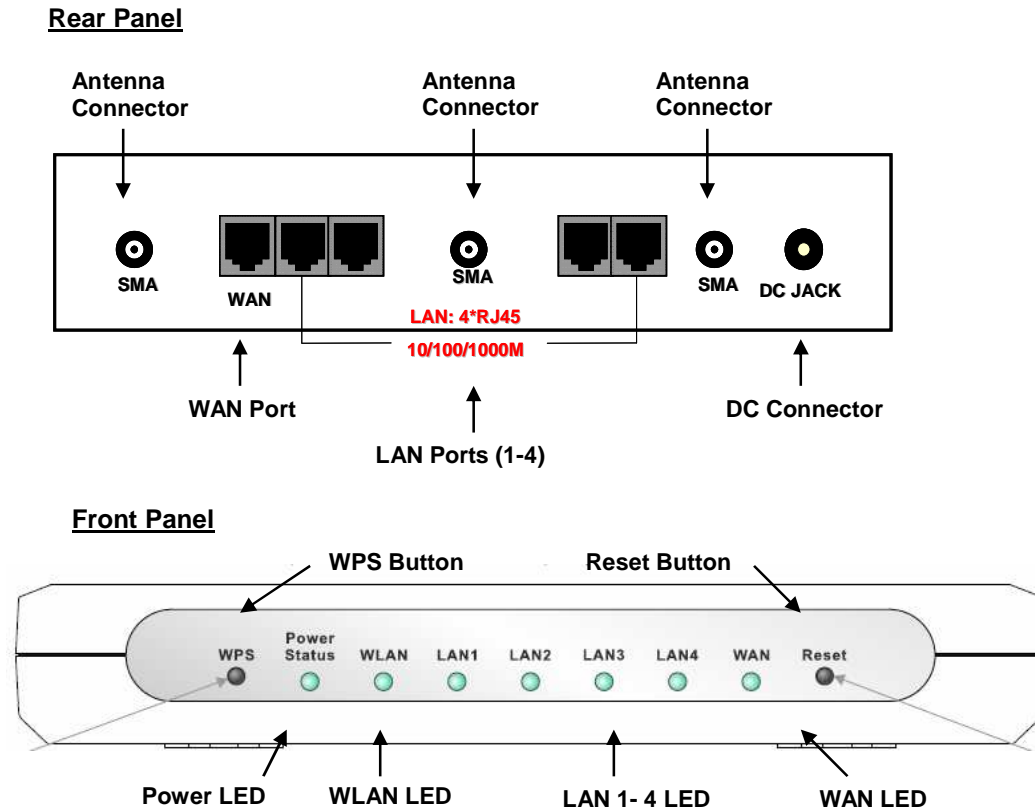 Rear Panel
Antenna Connector
Antenna Connector
Antenna Connector
SMA
WAN
SMA
SMA
DC JACK
LAN: 4*RJ45
10/100/1000M
WAN Port
DC Connector
LAN Ports (1-4)
Front Panel
WPS Button
Reset Button
WPS
Power Status
WLAN
LAN1
LAN2
LAN3
LAN4
WAN
Reset
Power LED
WLAN LED
LAN 1- 4 LED
WAN LED